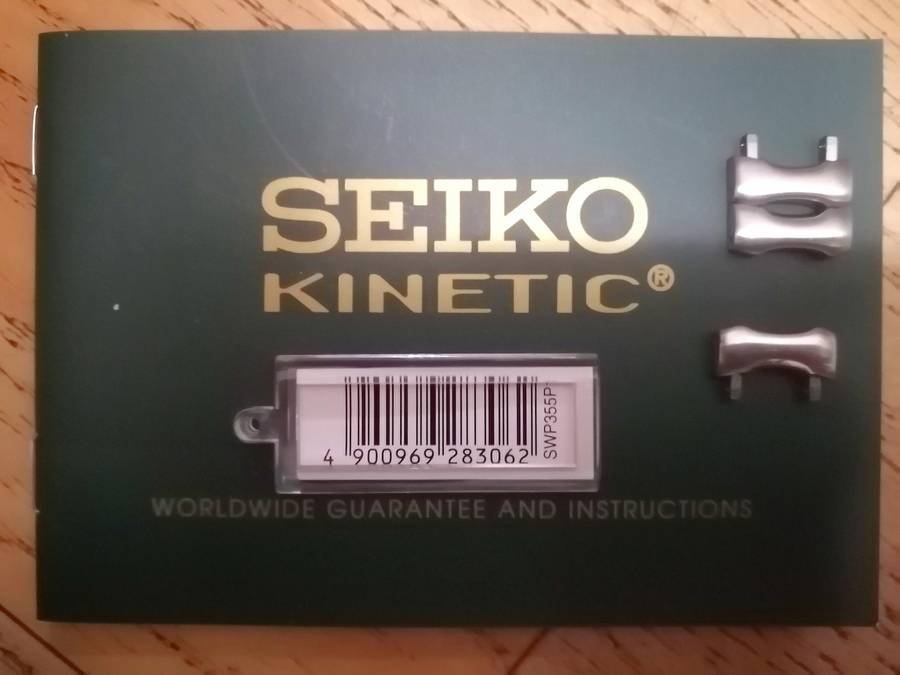 SEIKO
KINETIC®
SWP355P
4 900969 283062
WORLDWIDE GUARANTEE AND INSTRUCTIONS